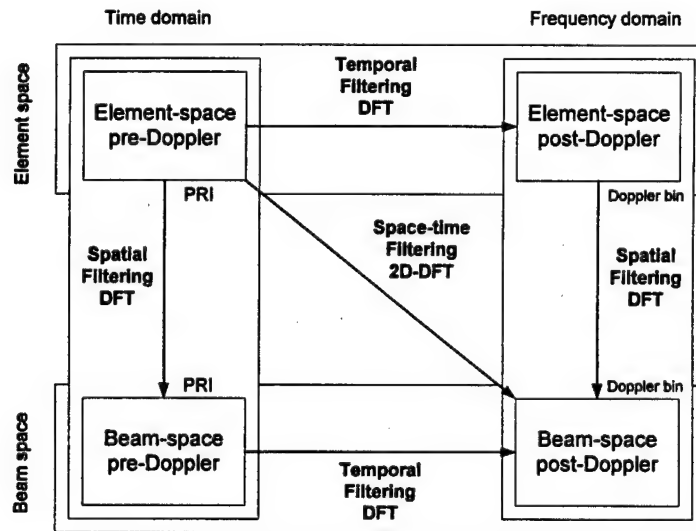 Time domain
Frequency domain
Element space
Temporal
Filtering
DFT
Element-space
pre-Doppler
Element-space
post-Doppler
PRI
Doppler bin
Spatial
Filtering
DFT
Space-time
Filtering
2D-DFT
Spatial
Filtering
DFT
PRI
Doppler bin
Beam space
Beam-space
pre-Doppler
Beam-space
post-Doppler
Temporal
Filtering
DFT